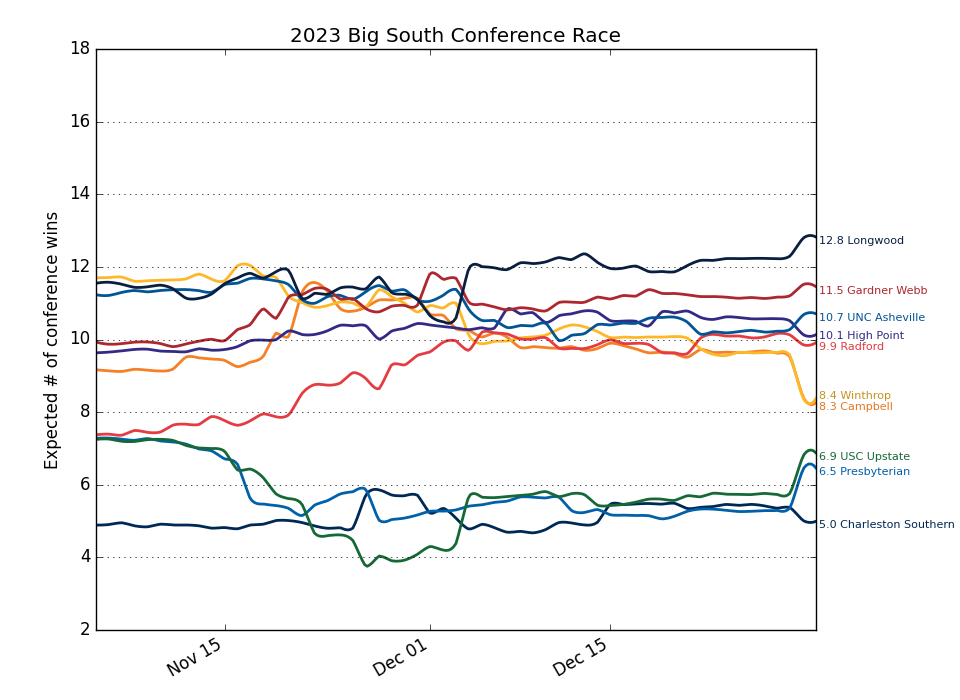 2023 Big South Conference Race
Expected # of conference wins
18
16
14
12
10
8
6
4
2
Nov 15
Dec 01
Dec 15
12.8 Longwood
11.5 Gardner Webb
10.7 UNC Asheville
10.1 High Point
9.9 Radford
8.4 Winthrop
8.3 Campbell
6.9 USC Upstate
6.5 Presbyterian
5.0 Charleston Southern